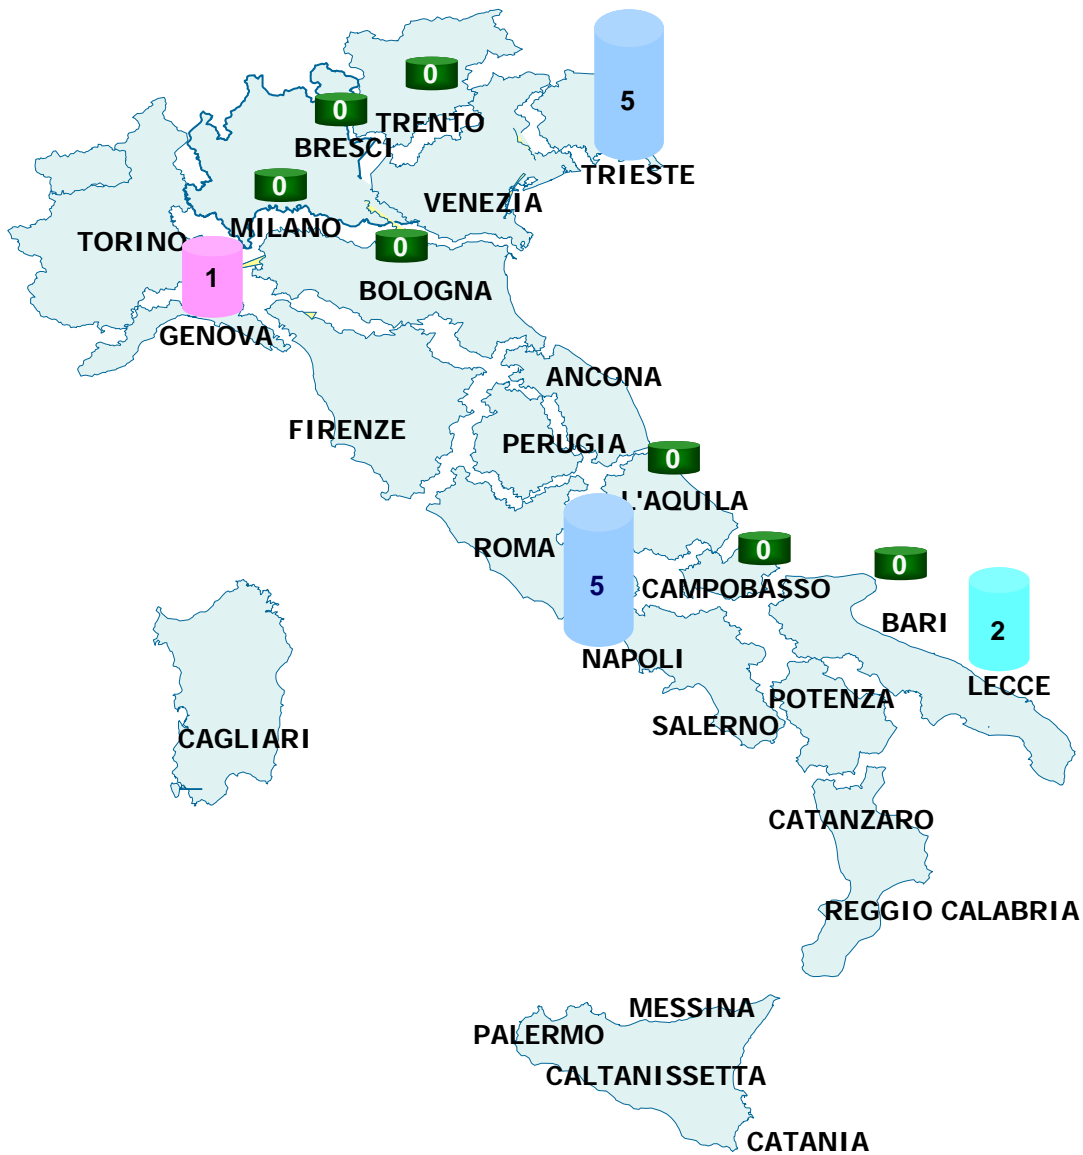 0
5
0
TRENTO
BRESCI
TRIESTE
0
VENEZIA
MILANO
TORINO
0
1
BOLOGNA
GENOVA
ANCONA
FIRENZE
PERUGIA
0
L'AQUILA
ROMA
0
0
5
CAMPOBASSO
BARI
2
NAPOLI
LECCE
POTENZA
SALERNO
CAGLIARI
CATANZARO
REGGIO CALABRIA
MESSINA
PALERMO
CALTANISSETTA
CATANIA